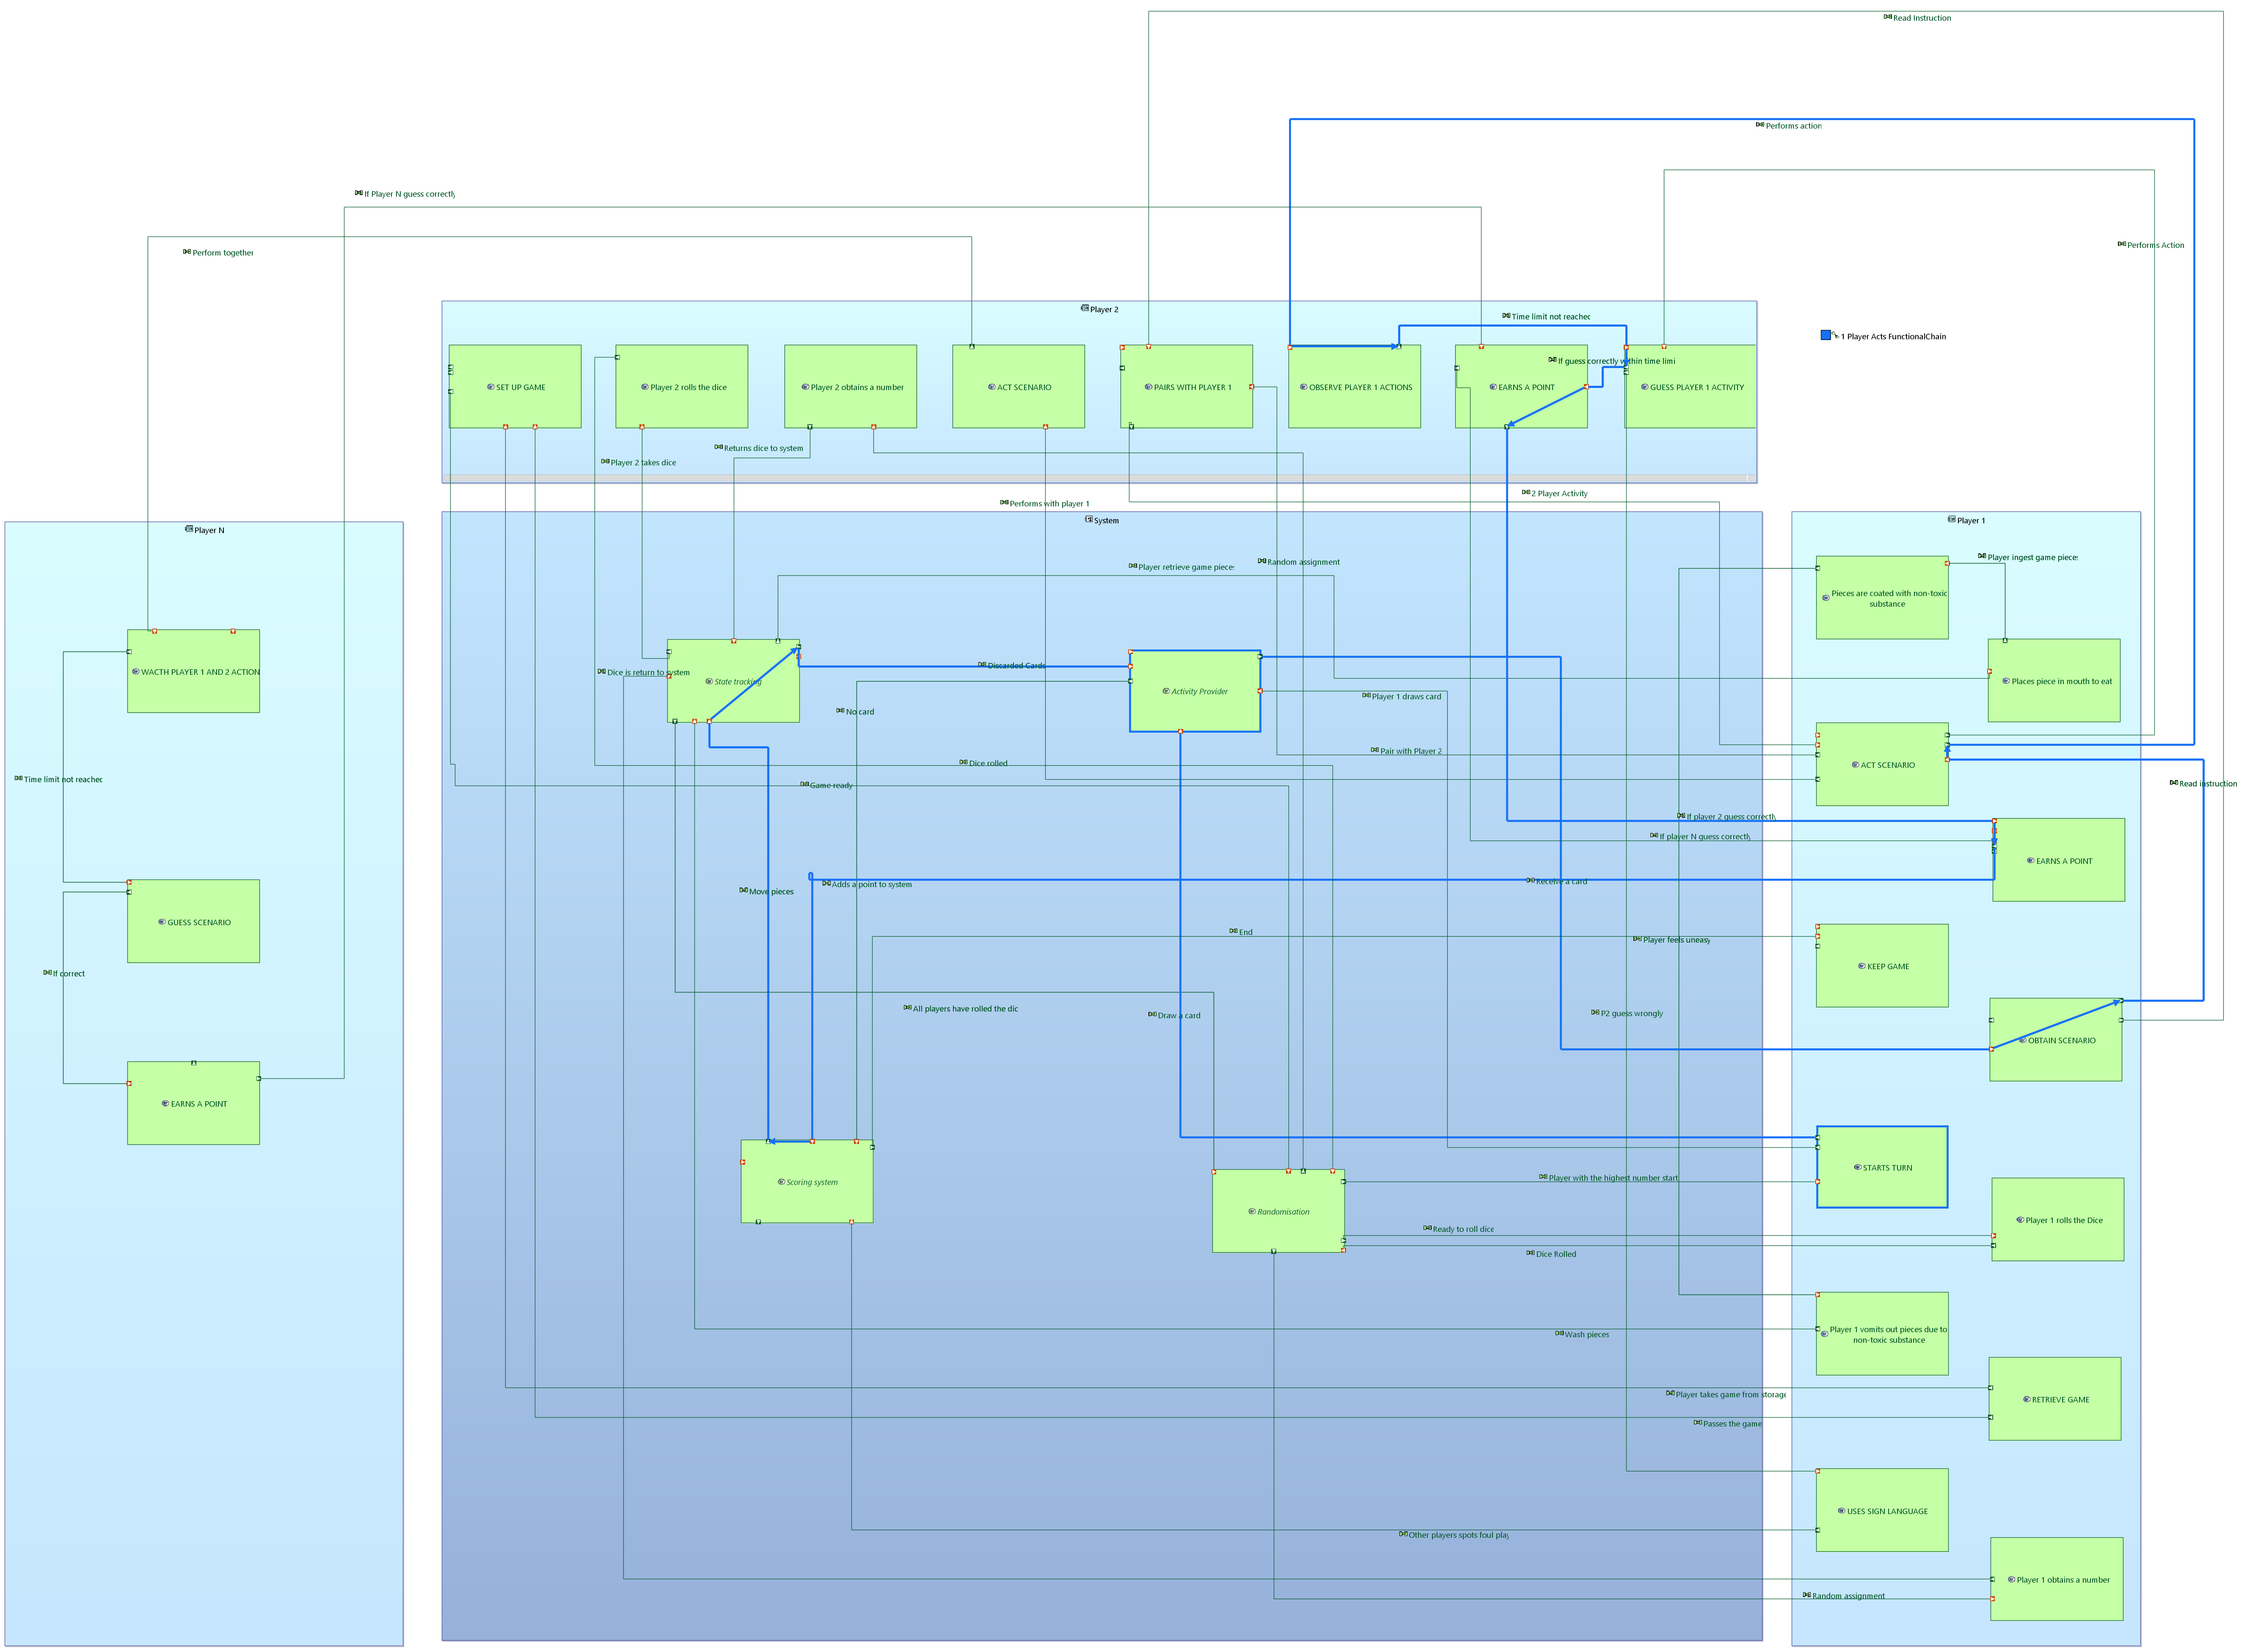 Read Instruction
Performs action
If Player N guess correctly
Performs Action
Perform together
Player 2
Time limit not reached
1 Player Acts FunctionalChain
If guess correctly within time limi
SET UP GAME
Player 2 rolls the dice
Player 2 obtains a number
ACT SCENARIO
PAIRS WITH PLAYER 1
OBSERVE PLAYER 1 ACTIONS
EARNS A POINT
GUESS PLAYER 1 ACTIVITY
Returns dice to system
Player 2 takes dice
2 Player Activity
Performs with player 1
Player N
System
Player 1
Player ingest game pieces
Random assignment
Player retrieve game pieces
Pieces are coated with non-toxic
substance
Discarded Cards
Dice is return to system
WACTH PLAYER 1 AND 2 ACTION
State tracking
Places piece in mouth to eat
Activity Provider
Player 1 draws card
No card
Pair with Player 2
Dice rolled
ACT SCENARIO
Time limit not reached
Game ready
Read instruction
If player 2 guess correctly
If player N guess correctly
EARNS A POINT
Receive a card
Adds a point to system
Move pieces
GUESS SCENARIO
End
Player feels uneasy
KEEP GAME
If correct
All players have rolled the dic
Draw a card
P2 guess wrongly
OBTAIN SCENARIO
EARNS A POINT
STARTS TURN
Player with the highest number start
Scoring system
Randomisation
Player 1 rolls the Dice
Ready to roll dice
Dice Rolled
Player 1 vomits out pieces due to
non-toxic substance
Wash pieces
Player takes game from storage
RETRIEVE GAME
Passes the game
USES SIGN LANGUAGE
Other players spots foul play
Player 1 obtains a number
Random assignment